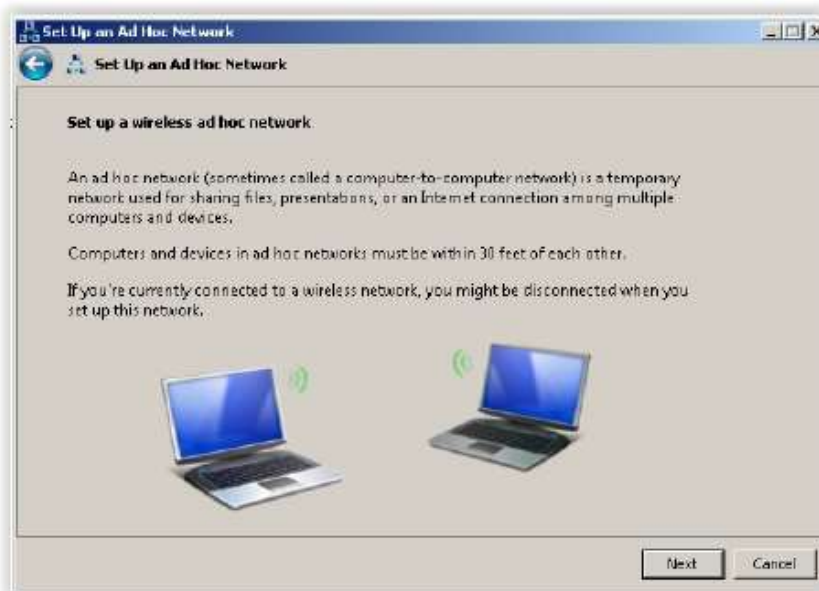 Set Up an Ad Hoc Network
Set Up an Ad Hoc Network
Set up a wireless ad hoc network
An ad hoc network (sometimes called a computer-to-computer network) is a temporary
network used for sharing files, presentations, or an Internet connection among multiple
computers and devices.
Computers and devices in ad hoc networks must be within 30 feet of each other.
If you're currently connected to a wireless network, you might be disconnected when you
set up this network.
Next
Cancel